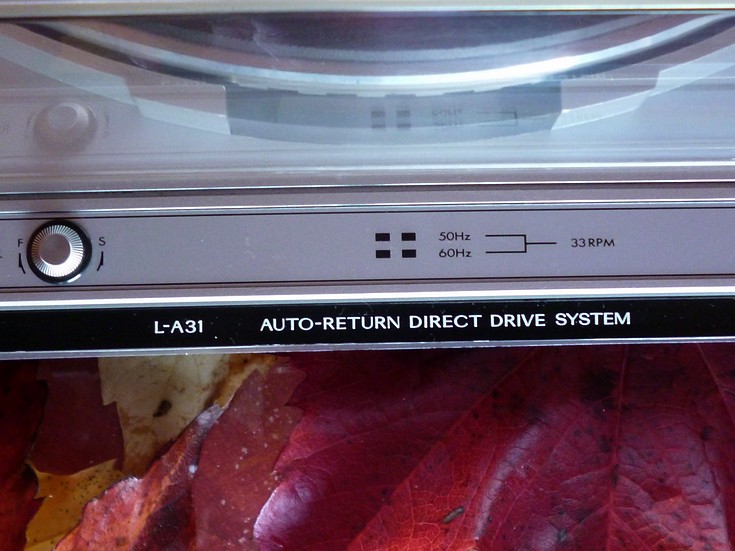 F S
50Hz
60Hz
33 RPM
L-A31 AUTO-RETURN DIRECT DRIVE SYSTEM